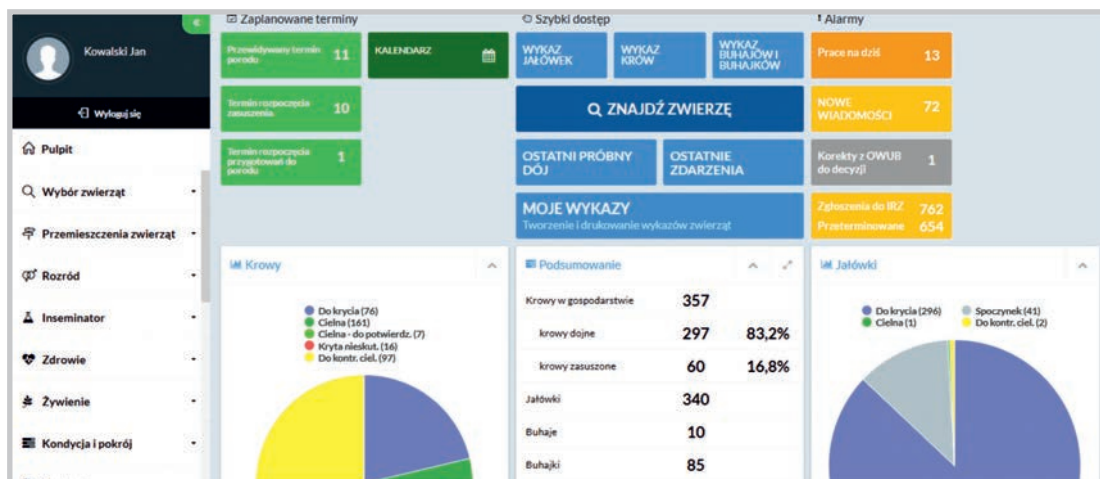 Kowalski Jan
Wyloguj się
Pulpit
Wybór zwierząt
Przemieszczenia zwierząt
Rozród
Inseminator
Zdrowie
Żywienie
Kondycja i pokrój
Zaplanowane terminy
Przewidywany termin
porodu
11
KALENDARZ
Termin rozpoczęcia
zasuszenia
10
Termin rozpoczęcia
przygotowań do
porodu
1
Szybki dostęp
WYKAZ
JAŁÓWEK
WYKAZ
KRÓW
WYKAZ
BUHAJÓW I
BUHAJKÓW
ZNAJDŹ ZWIERZĘ
OSTATNI PRÓBNY
DÓJ
OSTATNIE
ZDARZENIA
MOJE WYKAZY
Tworzenie i drukowanie wykazów zwierząt
Alarmy
Prace na dziś 13
NOWE
WIADOMOŚCI
72
Korekty z OWUB
do decyzji
1
Zgłoszenia do IRZ 762
Przeterminowane 654
Krowy
Do krycia (76)
Cielna (161)
Cielna - do potwierdz. (7)
Kryta nieskut. (16)
Do kontr. ciel. (97)
Podsumowanie
Krowy w gospodarstwie 357
krowy dojne 297 83,2%
krowy zasuszone 60 16,8%
Jałówki 340
Buhaje 10
Buhajki 85
Jałówki
Do krycia (296)
Spoczynek (41)
Cielna (1)
Do kontr. ciel. (2)